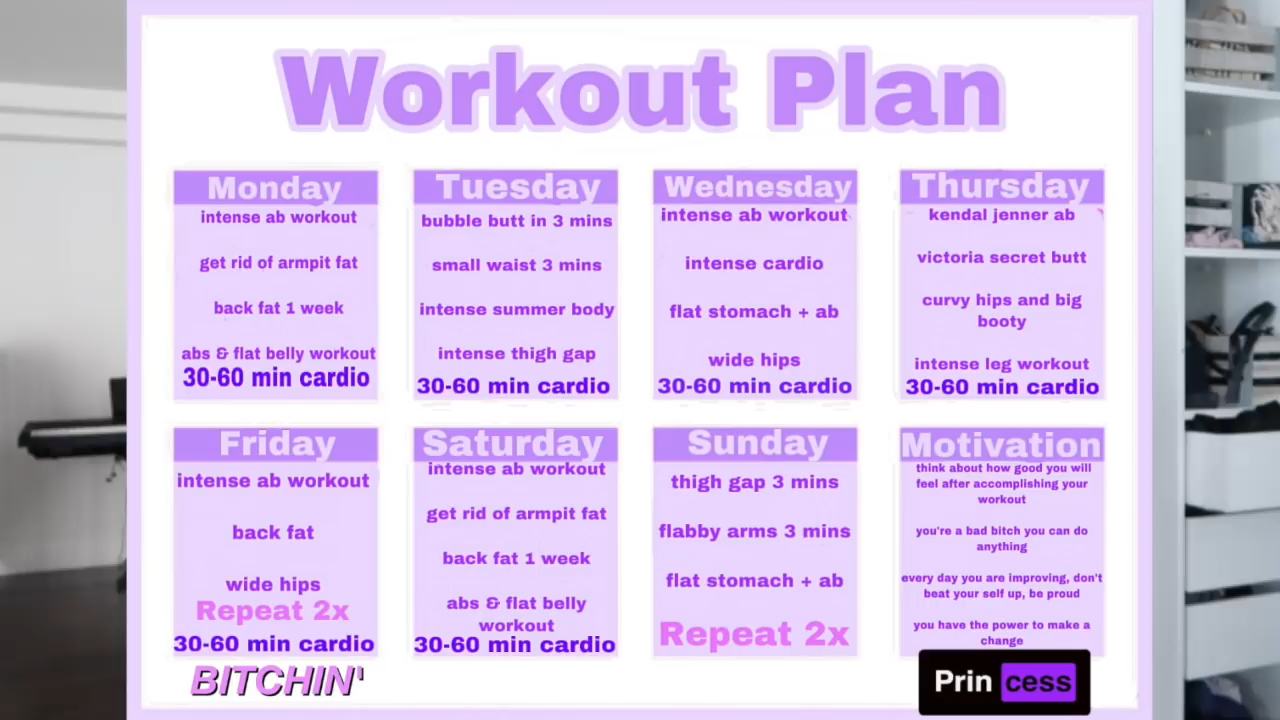 Workout Plan
Monday
intense ab workout
get rid of armpit fat
back fat 1 week
abs & flat belly workout
30-60 min cardio
Tuesday
bubble butt in 3 mins
small waist 3 mins
intense summer body
intense thigh gap
30-60 min cardio
Wednesday
intense ab workout
intense cardio
flat stomach + ab
wide hips
30-60 min cardio
Thursday
kendal jenner ab
victoria secret butt
curvy hips and big
booty
intense leg workout
30-60 min cardio
Friday
intense ab workout
back fat
wide hips
Repeat 2x
30-60 min cardio
Saturday
intense ab workout
get rid of armpit fat
back fat 1 week
abs & flat belly
workout
30-60 min cardio
Sunday
thigh gap 3 mins
flabby arms 3 mins
flat stomach + ab
Repeat 2x
Motivation
think about how good you will
feel after accomplishing your
workout
you're a bad bitch you can do
anything
every day you are improving, don't
beat your self up, be proud
you have the power to make a
change
BITCHIN'
Prin cess